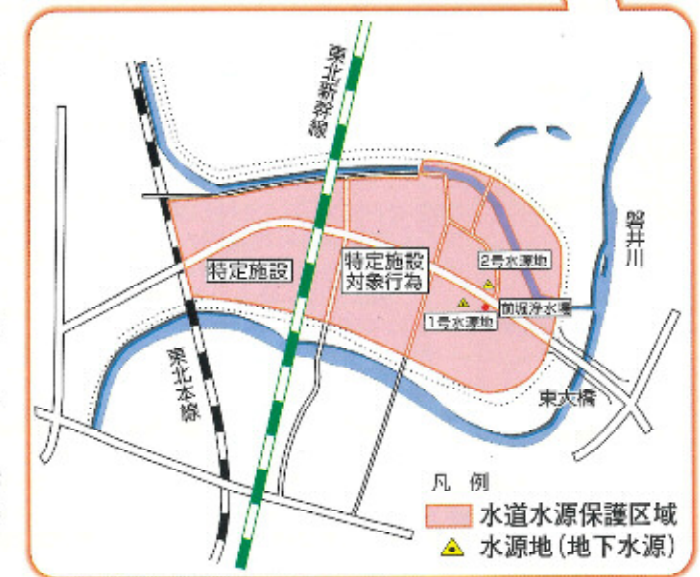 東北新幹線
磐井川
2号水源地
特定施設
特定施設
対象行為
前堀浄水場
1号水源地
東北本線
東大橋
凡 例
水道水源保護区域
水源地(地下水源)